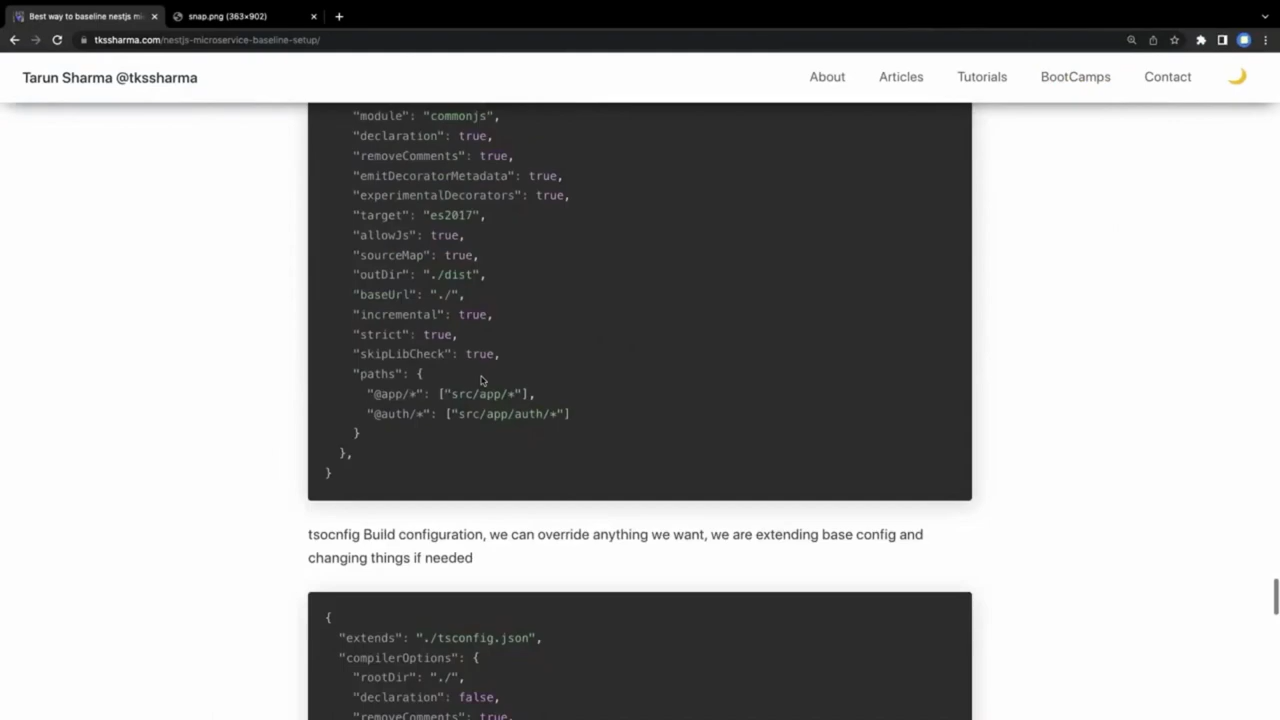 Best way to baseline nestjs mi
snap.png (363×902)
tkssharma.com/nestjs-microservice-baseline-setup/
Tarun Sharma @tkssharma
About
Articles
Tutorials
BootCamps
Contact
"module": "commonjs",
"declaration": true,
"removeComments": true,
"emitDecoratorMetadata": true,
"experimentalDecorators": true,
"target": "es2017",
"allowJs": true,
"sourceMap": true,
"outDir": "./dist",
"baseUrl": "./",
"incremental": true,
"strict": true,
"skipLibCheck": true,
"paths": {
"@app/*": ["src/app/*"],
"@auth/*": ["src/app/auth/*"]
}
},
}
tsocnfig Build configuration, we can override anything we want, we are extending base config and
changing things if needed
{
"extends": "./tsconfig.json",
"compilerOptions": {
"rootDir": "./",
"declaration": false,
"removeComments": true,